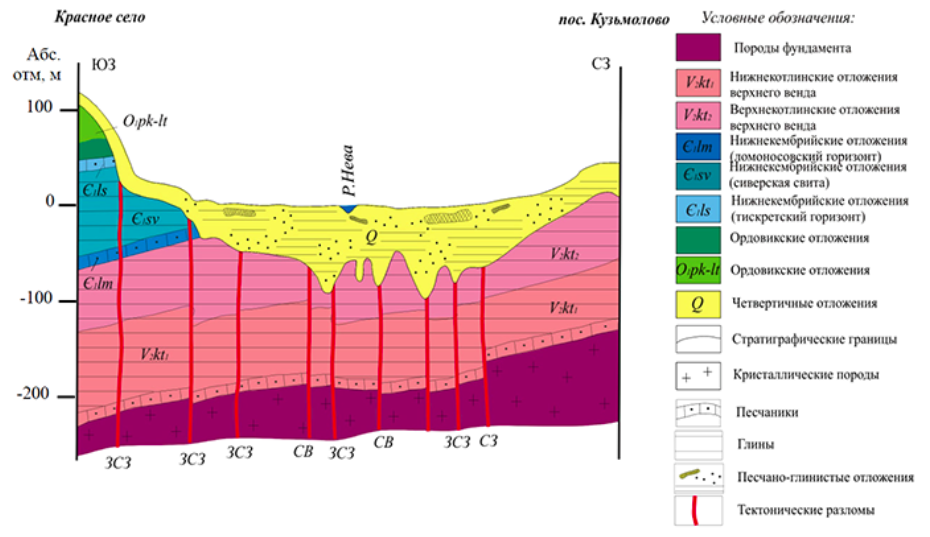 Красное село
пос. Кузьмолово
Условные обозначения:
Абс.
отм, м
ЮЗ
СЗ
100
0
-100
-200
O₁pk-lt
Р.Нева
Є₁ls
Є₁sv
Є₁lm
Q
V₂kt₂
V₂kt₁
V₂kt₁
ЗСЗ
ЗСЗ
ЗСЗ
СВ
ЗСЗ
СВ
ЗСЗ
СЗ
Породы фундамента
V₂kt₁
Нижнекотлинские отложения
верхнего венда
V₂kt₂
Верхнекотлинские отложения
верхнего венда
Є₁lm
Нижнекембрийские отложения
(ломоносовский горизонт)
Є₁sv
Нижнекембрийские отложения
(сиверская свита)
Є₁ls
Нижнекембрийские отложения
(тискретский горизонт)
Ордовикские отложения
O₁pk-lt
Ордовикские отложения
Q
Четвертичные отложения
Стратиграфические границы
Кристаллические породы
Песчаники
Глины
Песчано-глинистые отложения
Тектонические разломы